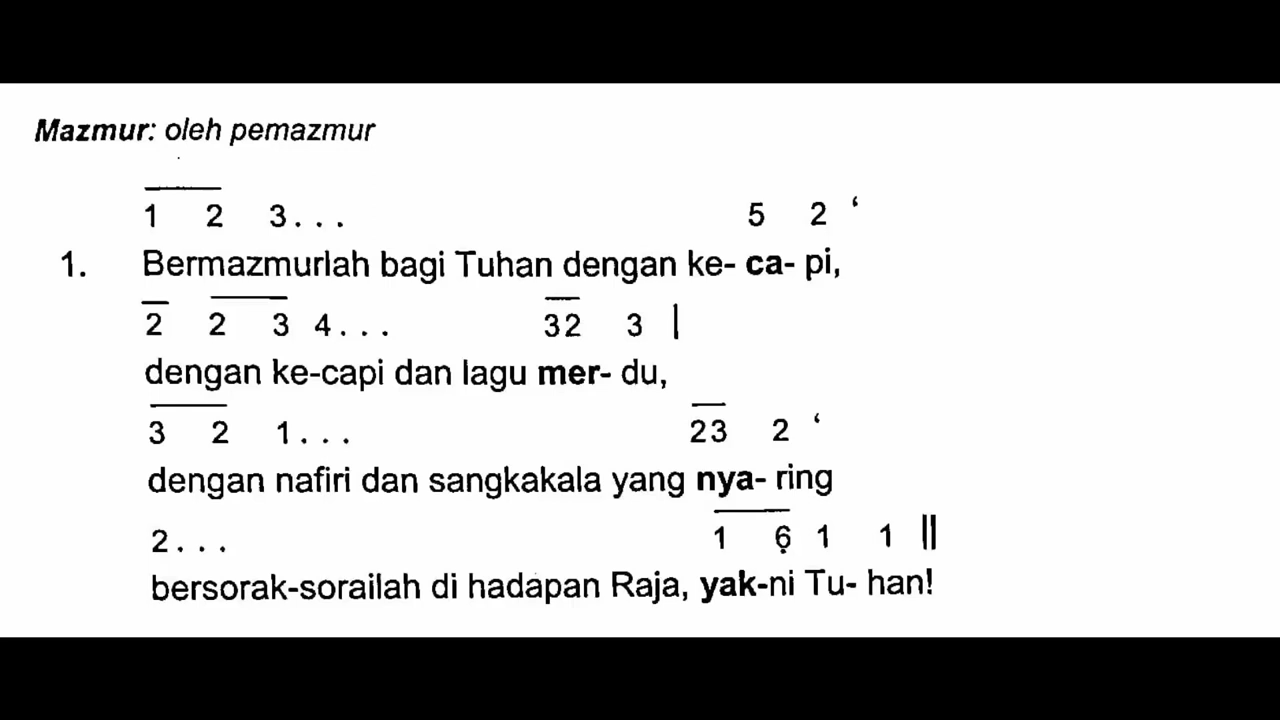 Mazmur: oleh pemazmur
1 2 3... 5 2 ‘
1. Bermazmurlah bagi Tuhan dengan ke- ca- pi,
2 2 3 4... 32 3 |
dengan ke-capi dan lagu mer- du,
3 2 1... 23 2 ‘
dengan nafiri dan sangkakala yang nya- ring
2... 1 6̣ 1 1 ||
bersorak-sorailah di hadapan Raja, yak-ni Tu- han!